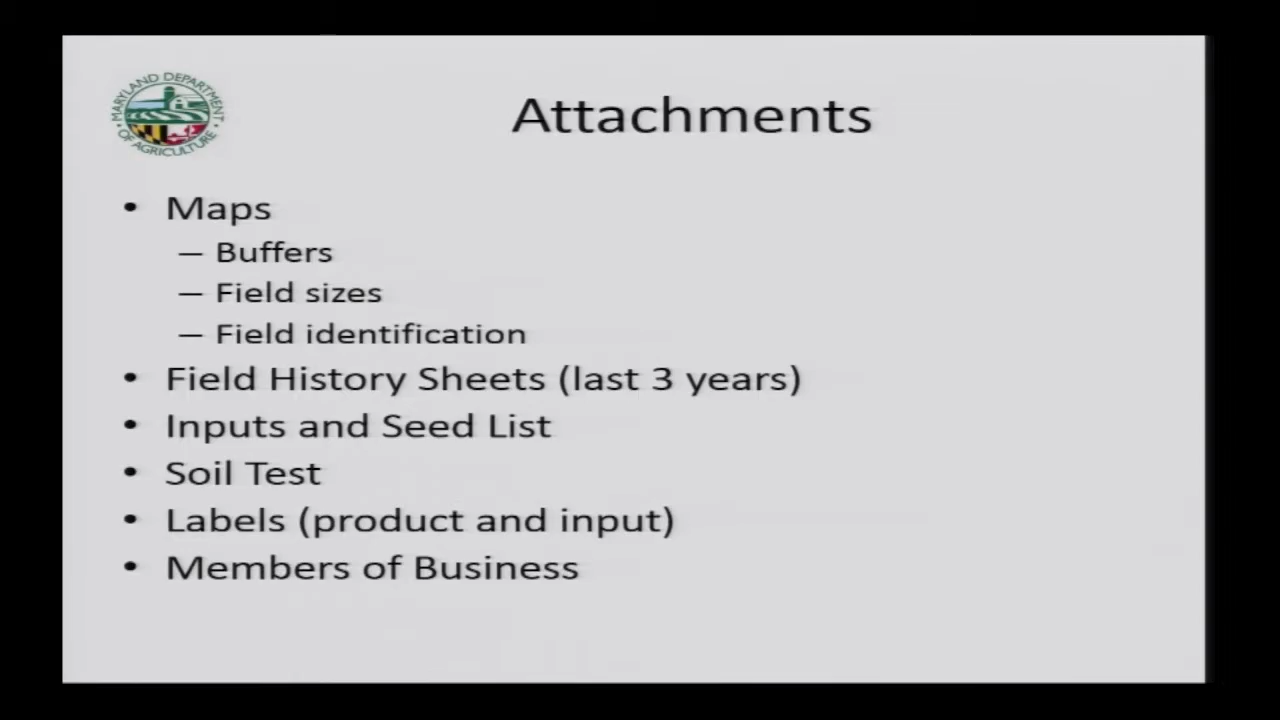 MARYLAND DEPARTMENT
OF AGRICULTURE
Attachments
• Maps
– Buffers
– Field sizes
– Field identification
• Field History Sheets (last 3 years)
• Inputs and Seed List
• Soil Test
• Labels (product and input)
• Members of Business